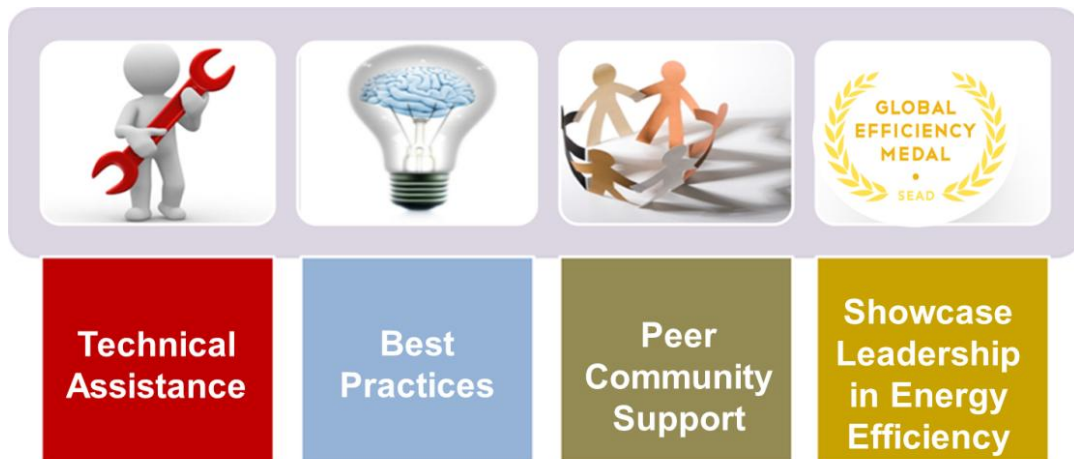 GLOBAL
EFFICIENCY
MEDAL
SEAD
Technical
Assistance
Best
Practices
Peer
Community
Support
Showcase
Leadership
in Energy
Efficiency